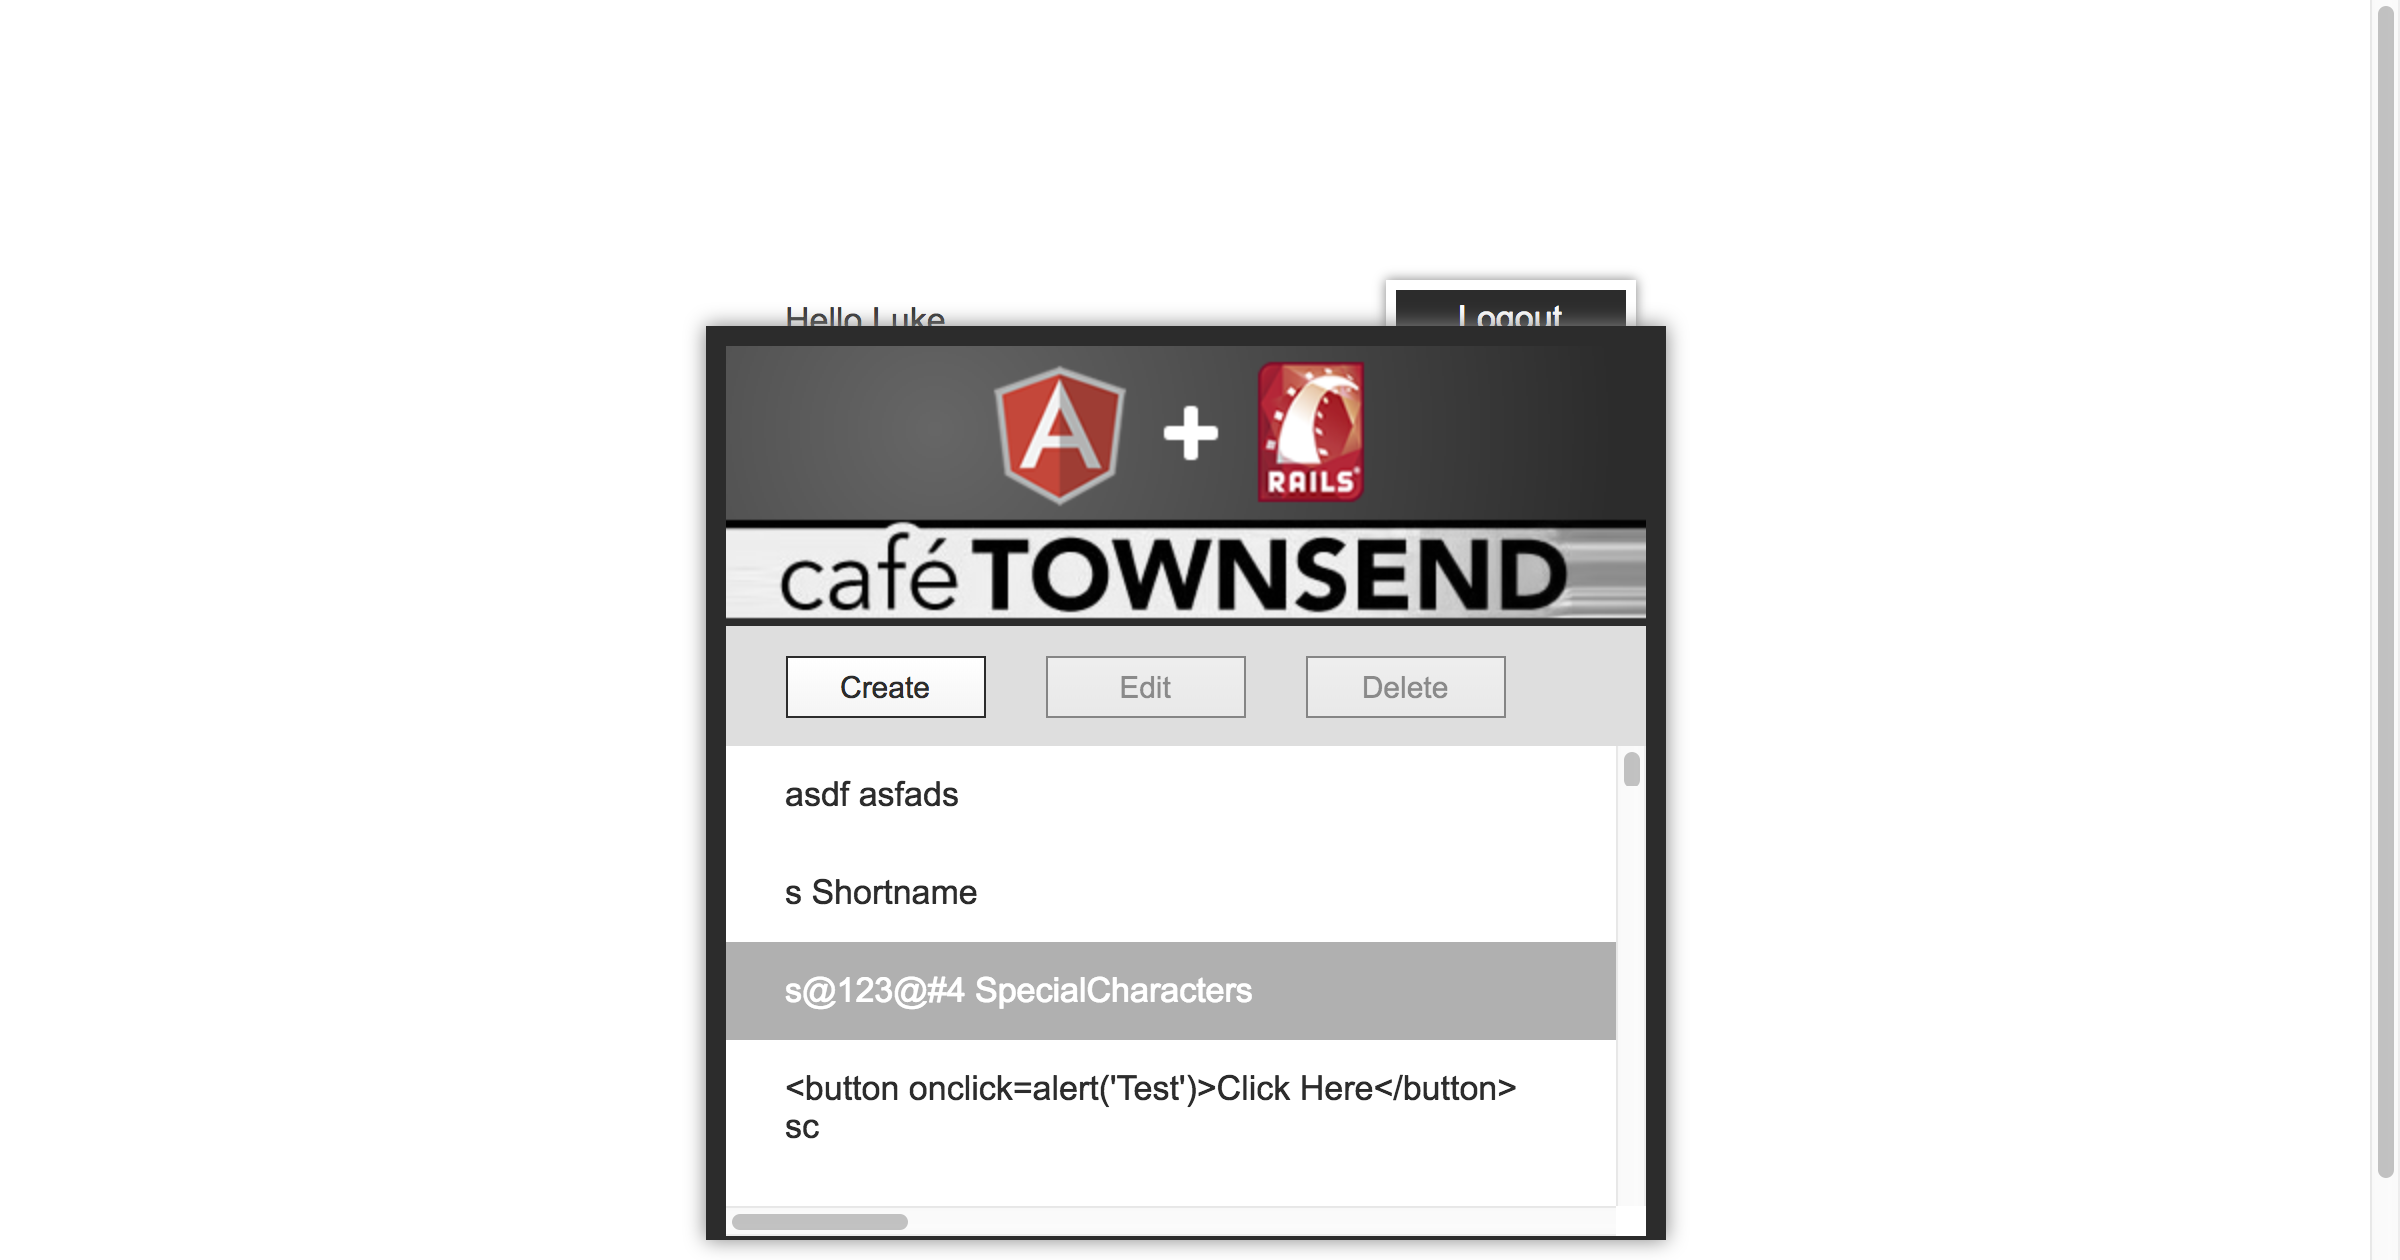 Hello Luke
Logout
RAILS
café TOWNSEND
Create
Edit
Delete
asdf asfads
s Shortname
s@123@#4 SpecialCharacters
<button onclick=alert('Test')>Click Here</button>
sc